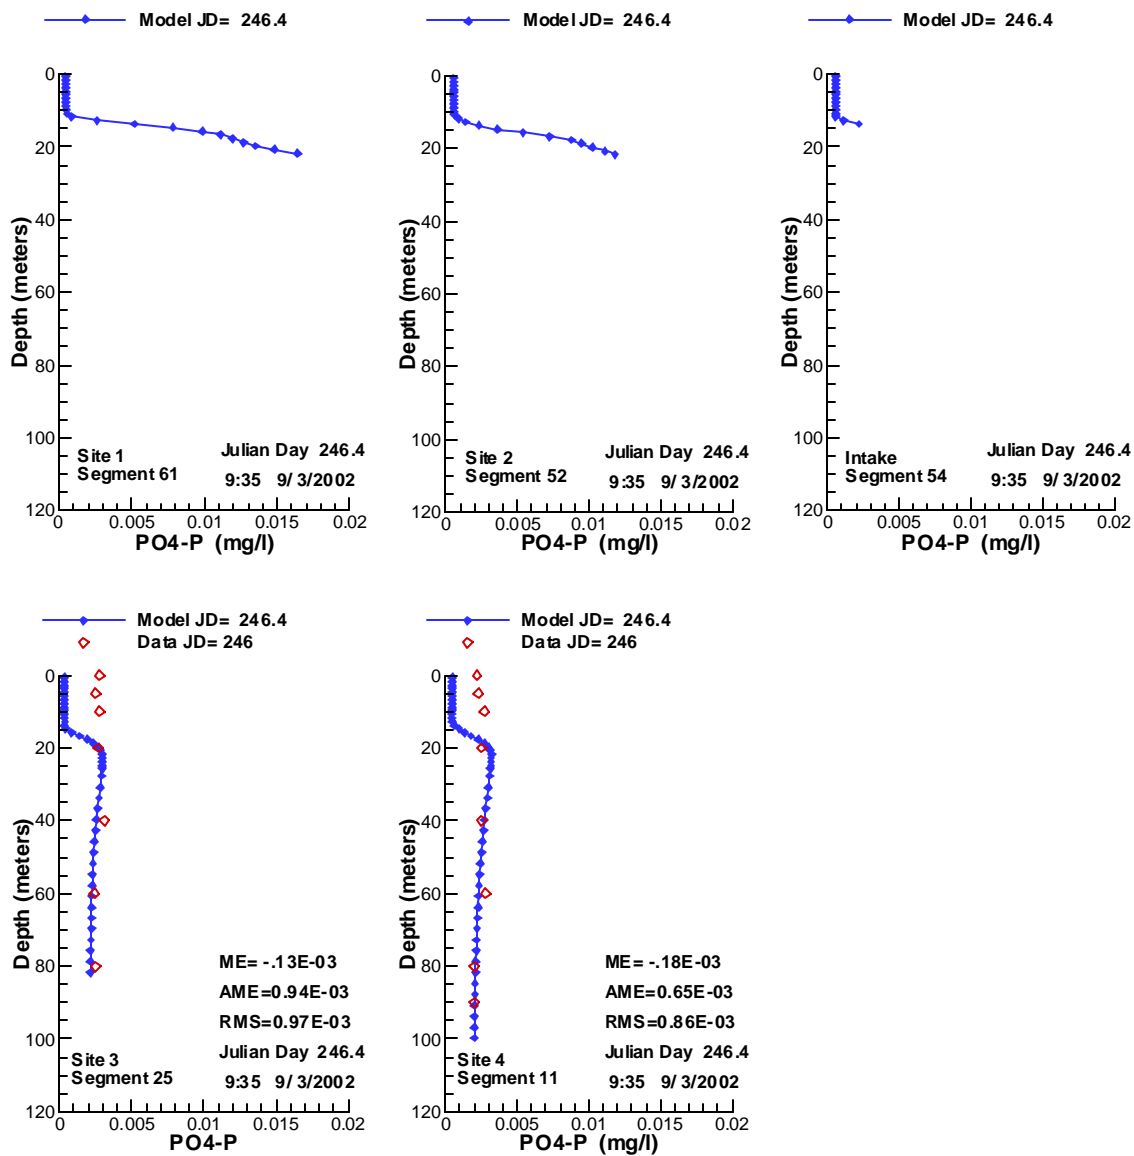 Model JD= 246.4
0
20
40
60
80
100
120
Depth (meters)
Site 1
Segment 61
Julian Day 246.4
9:35 9/3/2002
0 0.005 0.01 0.015 0.02
PO4-P (mg/l)
Model JD= 246.4
0
20
40
60
80
100
120
Depth (meters)
Site 2
Segment 52
Julian Day 246.4
9:35 9/3/2002
0 0.005 0.01 0.015 0.02
PO4-P (mg/l)
Model JD= 246.4
0
20
40
60
80
100
120
Depth (meters)
Intake
Segment 54
Julian Day 246.4
9:35 9/3/2002
0 0.005 0.01 0.015 0.02
PO4-P (mg/l)
Model JD= 246.4
Data JD= 246
0
20
40
60
80
100
120
Depth (meters)
ME= -.13E-03
AME=0.94E-03
RMS=0.97E-03
Site 3
Segment 25
Julian Day 246.4
9:35 9/3/2002
0 0.005 0.01 0.015 0.02
PO4-P
Model JD= 246.4
Data JD= 246
0
20
40
60
80
100
120
Depth (meters)
ME= -.18E-03
AME=0.65E-03
RMS=0.86E-03
Site 4
Segment 11
Julian Day 246.4
9:35 9/3/2002
0 0.005 0.01 0.015 0.02
PO4-P (mg/l)